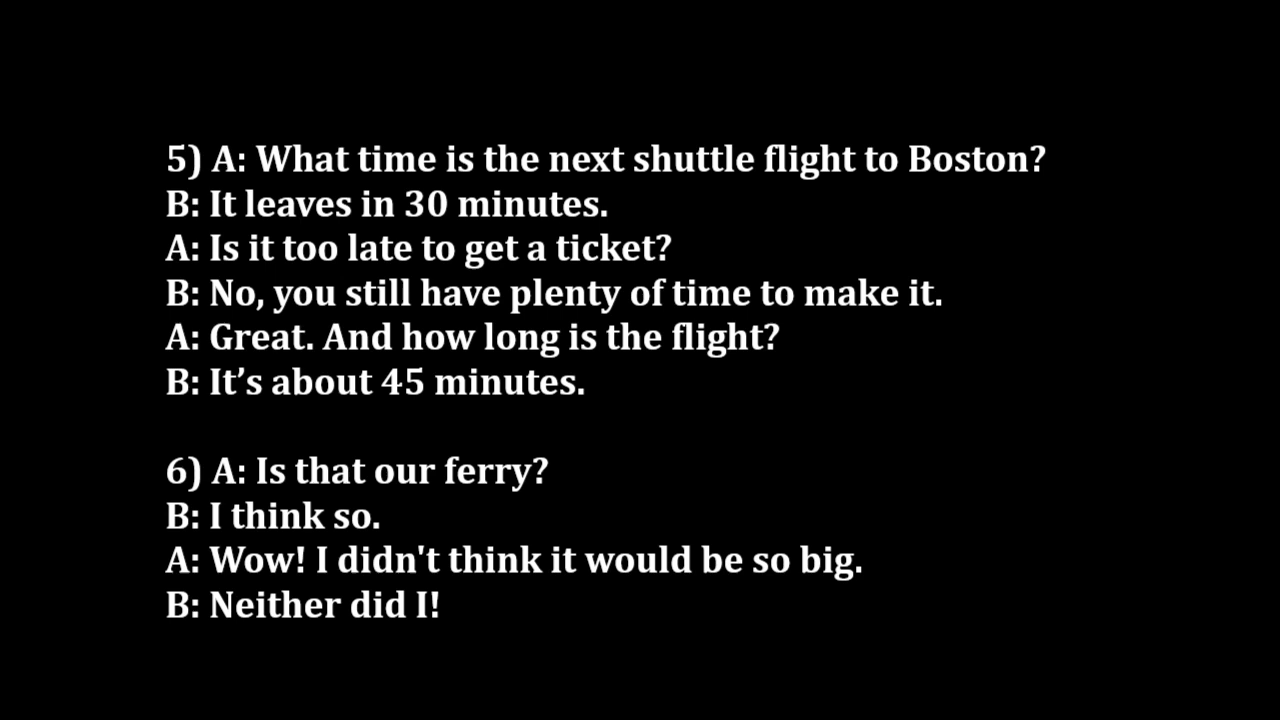 5) A: What time is the next shuttle flight to Boston?
B: It leaves in 30 minutes.
A: Is it too late to get a ticket?
B: No, you still have plenty of time to make it.
A: Great. And how long is the flight?
B: It’s about 45 minutes.
6) A: Is that our ferry?
B: I think so.
A: Wow! I didn't think it would be so big.
B: Neither did I!